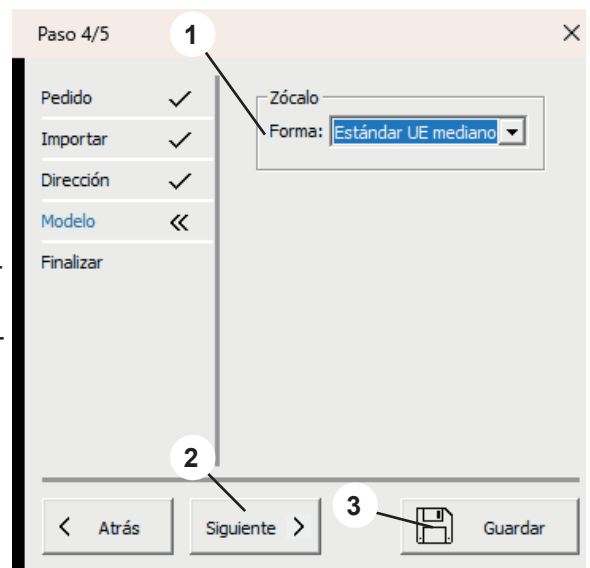 Paso 4/5
1
Pedido
Importar
Dirección
Modelo
Finalizar
Zócalo
Forma: Estándar UE mediano
2
3
Atrás
Siguiente
Guardar